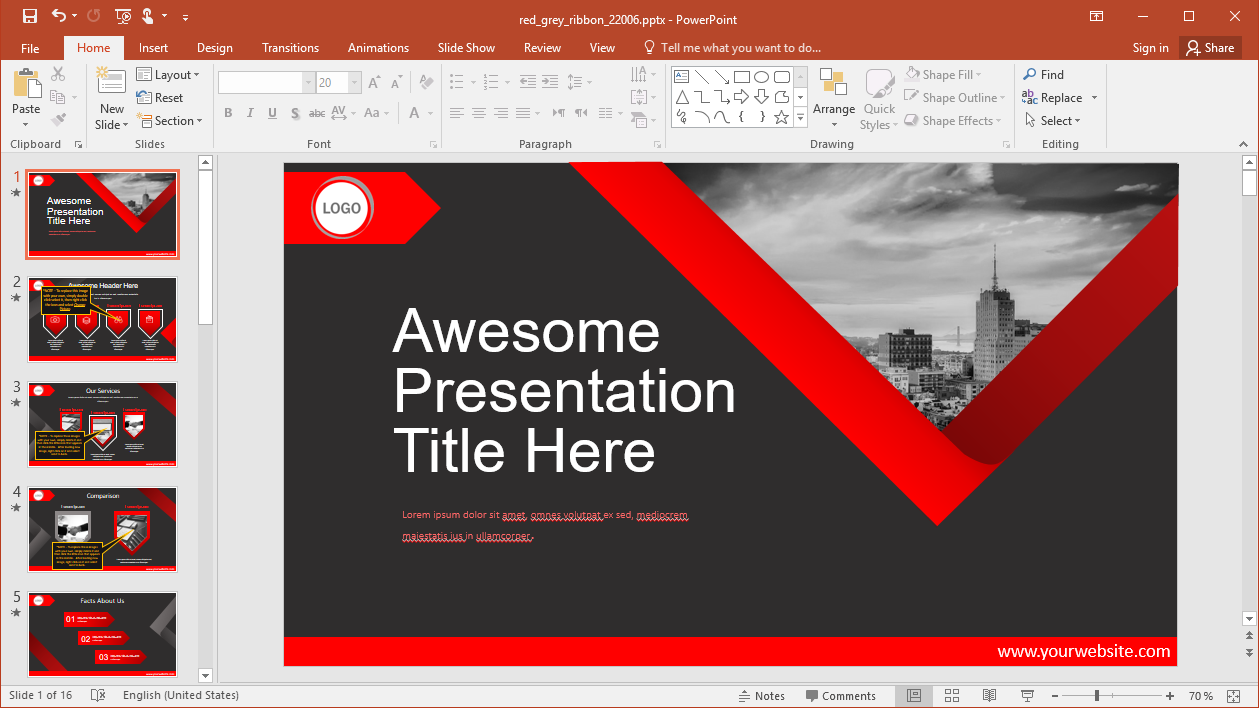 red_grey_ribbon_22006.pptx - PowerPoint
File Home Insert Design Transitions Animations Slide Show Review View Tell me what you want to do... Sign in Share
Paste
New
Slide
Layout
Reset
Section
20
B I U S abc AV Aa A
Arrange
Quick
Styles
Shape Fill
Shape Outline
Shape Effects
Find
Replace
Select
Clipboard Slides Font Paragraph Drawing Editing
1
Awesome
Presentation
Title Here
2
Awesome Header Here
3
Our Services
4
Comparison
5
Facts About Us
01
02
03
LOGO
Awesome
Presentation
Title Here
Lorem ipsum dolor sit amet, omnes volutpat ex sed, mediocrem
maiestatis ius in ullamcorper.
www.yourwebsite.com
Slide 1 of 16 English (United States) Notes Comments 70 %